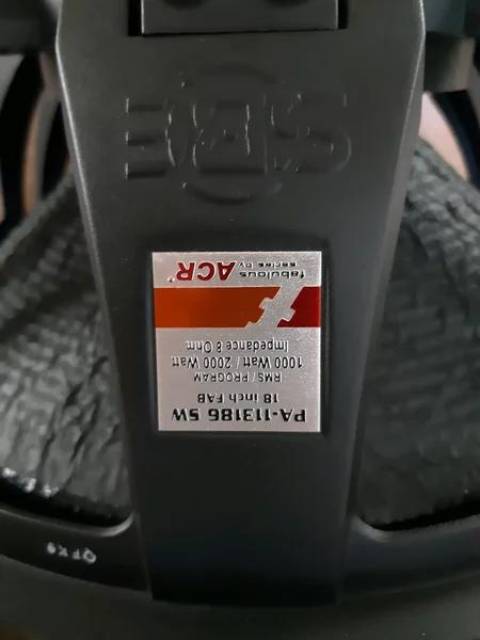 PA-113186 SW
18 inch FAB
RMS / PROGRAM
1000 Watt / 2000 Watt
Impedance 8 Ohm
fabulous
series by
ACR